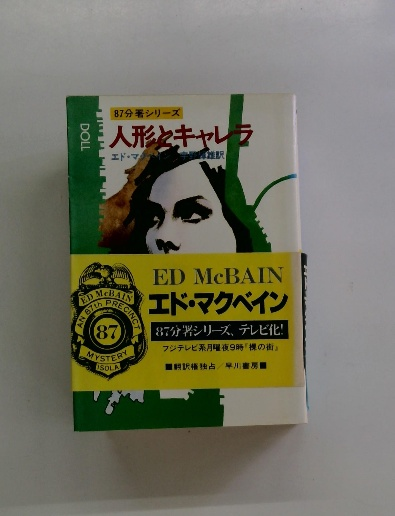 87分署シリーズ
DOLL
人形とキャレラ
エド・マクベイン
ED McBAIN
エド・マクベイン
87分署シリーズ、テレビ化!
フジテレビ系月曜夜9時「裸の街」
■翻訳権独占/早川書房■
ED McBAIN
AN 87th PRECINCT
87
MYSTERY
ISOLA